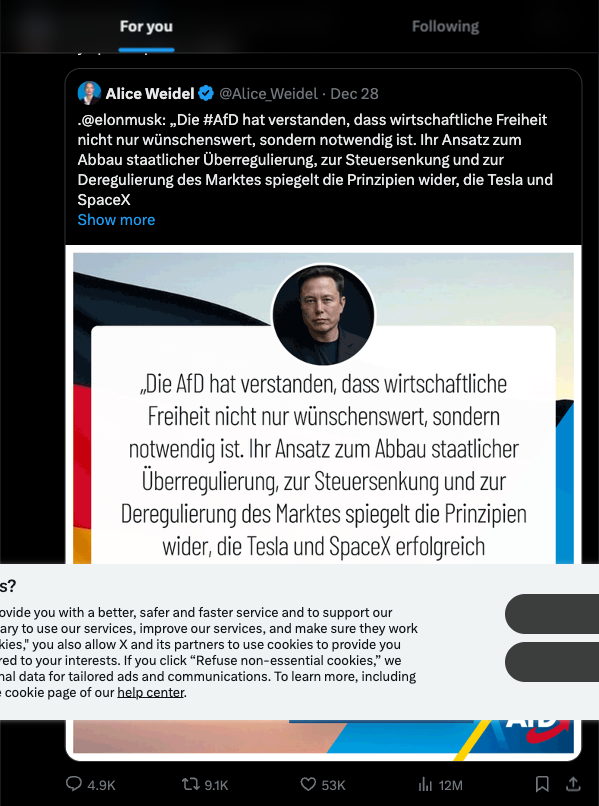 For you
Following
Alice Weidel @Alice_Weidel · Dec 28
.@elonmusk: „Die #AfD hat verstanden, dass wirtschaftliche Freiheit
nicht nur wünschenswert, sondern notwendig ist. Ihr Ansatz zum
Abbau staatlicher Überregulierung, zur Steuersenkung und zur
Deregulierung des Marktes spiegelt die Prinzipien wider, die Tesla und
SpaceX
Show more
„Die AfD hat verstanden, dass wirtschaftliche
Freiheit nicht nur wünschenswert, sondern
notwendig ist. Ihr Ansatz zum Abbau staatlicher
Überregulierung, zur Steuersenkung und zur
Deregulierung des Marktes spiegelt die Prinzipien
wider, die Tesla und SpaceX erfolgreich
s?
ovide you with a better, safer and faster service and to support our
ary to use our services, improve our services, and make sure they work
kies," you also allow X and its partners to use cookies to provide you
red to your interests. If you click “Refuse non-essential cookies,” we
nal data for tailored ads and communications. To learn more, including
e cookie page of our help center.
AfD
4.9K
9.1K
53K
12M